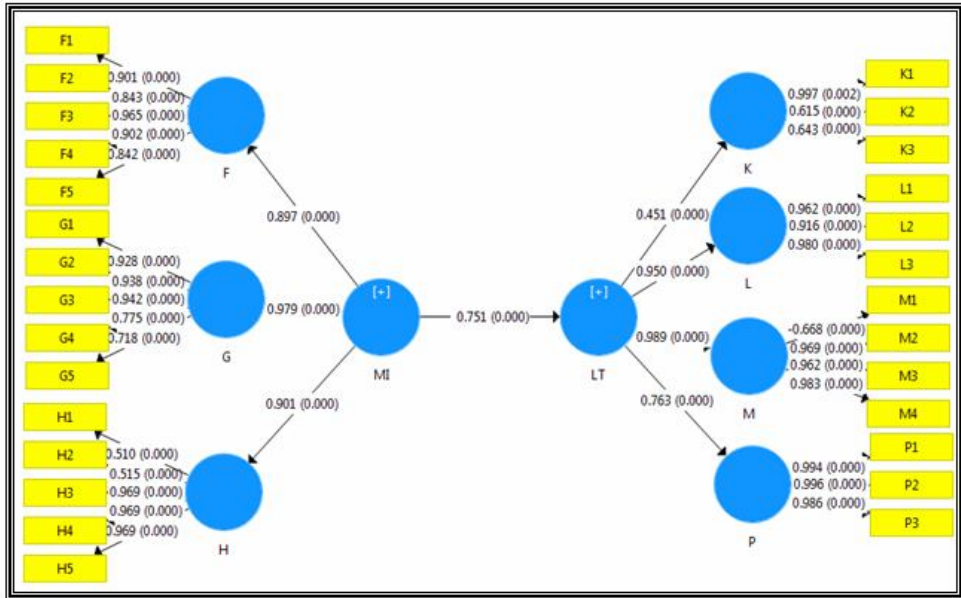 F1
F2
F3
F4
F5
0.901 (0.000)
0.843 (0.000)
0.965 (0.000)
0.902 (0.000)
0.842 (0.000)
F
G1
G2
G3
G4
G5
0.928 (0.000)
0.938 (0.000)
0.942 (0.000)
0.775 (0.000)
0.718 (0.000)
G
H1
H2
H3
H4
H5
0.510 (0.000)
0.515 (0.000)
0.969 (0.000)
0.969 (0.000)
0.969 (0.000)
H
0.897 (0.000)
0.979 (0.000)
0.901 (0.000)
[+]
MI
0.751 (0.000)
[+]
LT
0.451 (0.000)
0.950 (0.000)
0.989 (0.000)
0.763 (0.000)
K
0.997 (0.002)
0.615 (0.000)
0.643 (0.000)
K1
K2
K3
L
0.962 (0.000)
0.916 (0.000)
0.980 (0.000)
L1
L2
L3
M
-0.668 (0.000)
0.969 (0.000)
0.962 (0.000)
0.983 (0.000)
M1
M2
M3
M4
P
0.994 (0.000)
0.996 (0.000)
0.986 (0.000)
P1
P2
P3